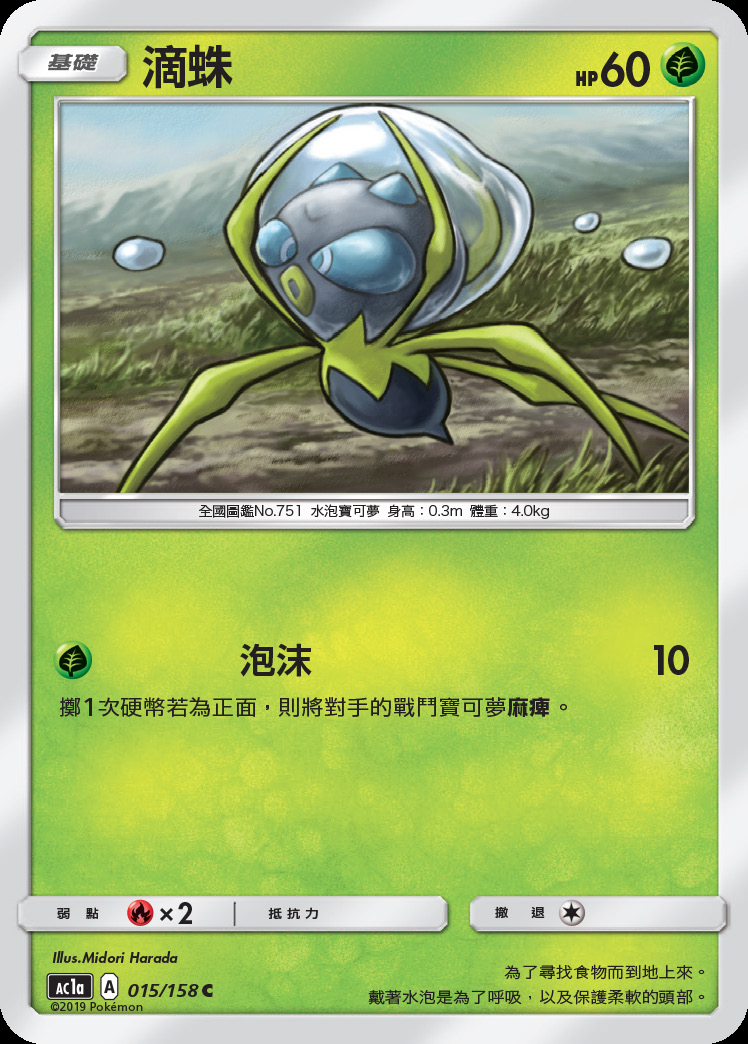 基礎 滴蛛 HP60
全國圖鑑No.751 水泡寶可夢 身高：0.3m 體重：4.0kg
泡沫 10
擲1次硬幣若為正面，則將對手的戰鬥寶可夢麻痺。
弱點 ×2 抵抗力 撤退
Illus.Midori Harada
為了尋找食物而到地上來。
AC1a A 015/158 C
戴著水泡是為了呼吸，以及保護柔軟的頭部。
©2019 Pokémon